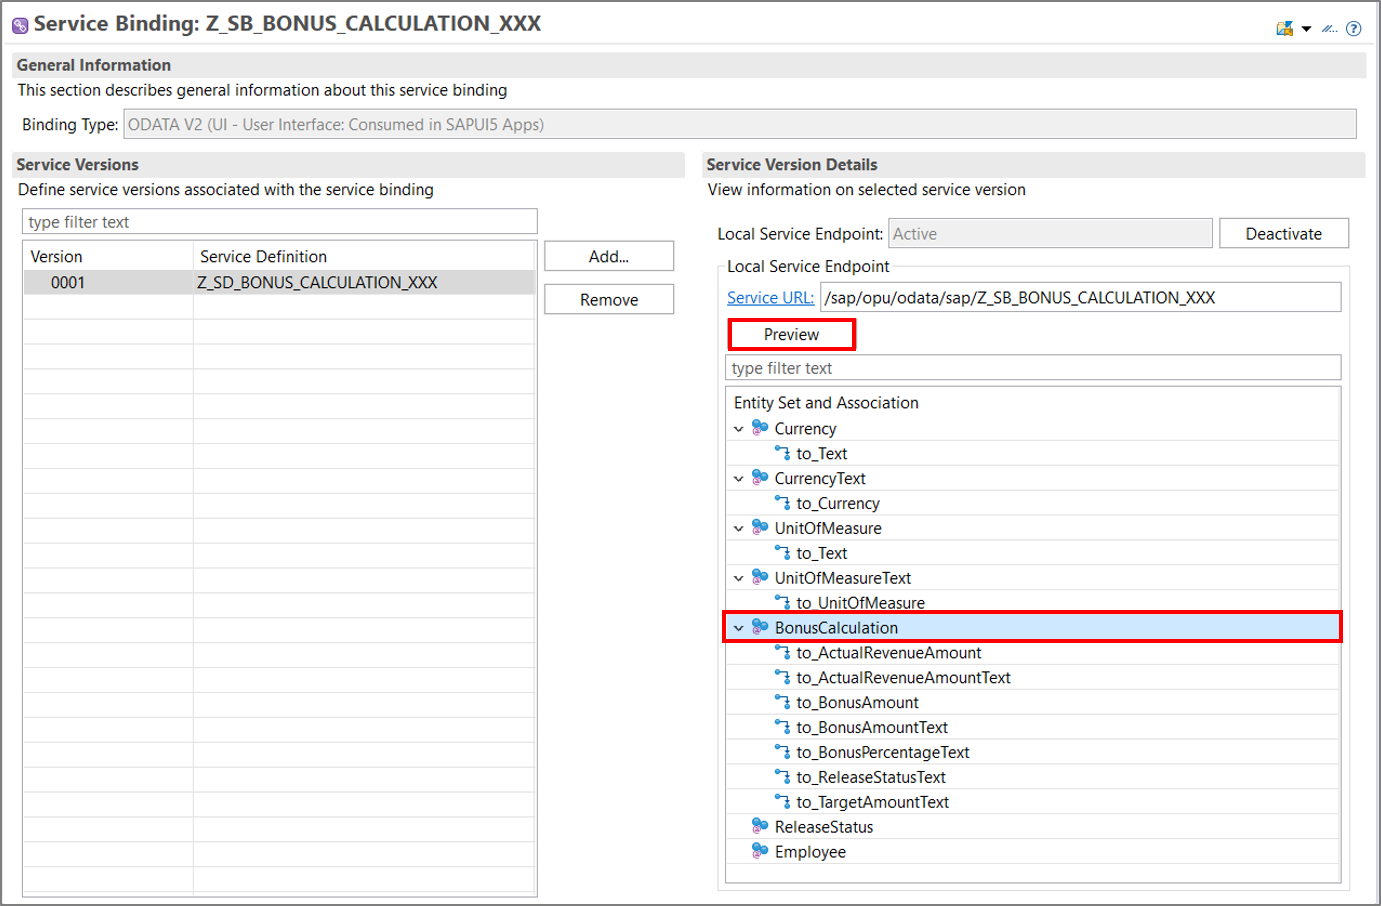 Service Binding: Z_SB_BONUS_CALCULATION_XXX
General Information
This section describes general information about this service binding
Binding Type: ODATA V2 (UI - User Interface: Consumed in SAPUI5 Apps)
Service Versions
Define service versions associated with the service binding
type filter text
Version Service Definition
0001 Z_SD_BONUS_CALCULATION_XXX
Add...
Remove
Service Version Details
View information on selected service version
Local Service Endpoint: Active Deactivate
Local Service Endpoint
Service URL: /sap/opu/odata/sap/Z_SB_BONUS_CALCULATION_XXX
Preview
type filter text
Entity Set and Association
Currency
to_Text
CurrencyText
to_Currency
UnitOfMeasure
to_Text
UnitOfMeasureText
to_UnitOfMeasure
BonusCalculation
to_ActualRevenueAmount
to_ActualRevenueAmountText
to_BonusAmount
to_BonusAmountText
to_BonusPercentageText
to_ReleaseStatusText
to_TargetAmountText
ReleaseStatus
Employee